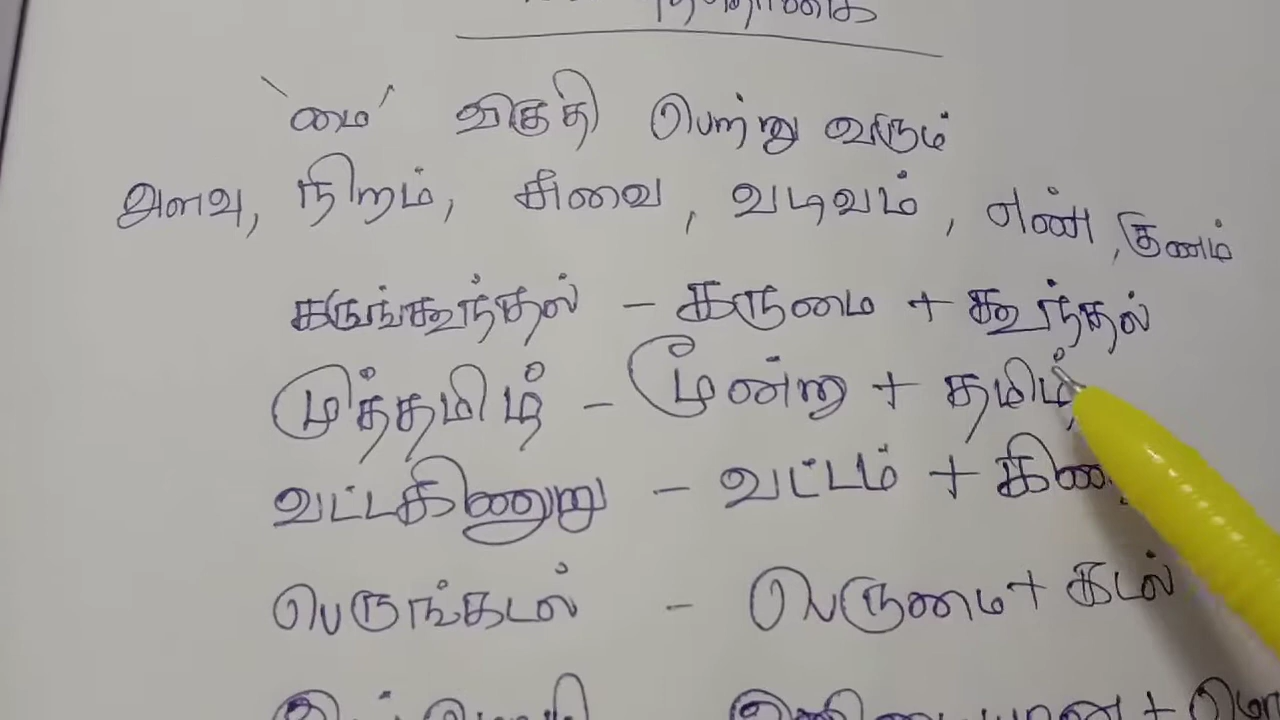 'மை' விகுதி பெற்று வரும்
அளவு, நிறம், சுவை, வடிவம், எண், குணம்
கருங்கூந்தல் - கருமை + கூந்தல்
முத்தமிழ் - மூன்று + தமிழ்
வட்டகிணுறு - வட்டம் +
பெருங்கடல் - பெருமை + கடல்